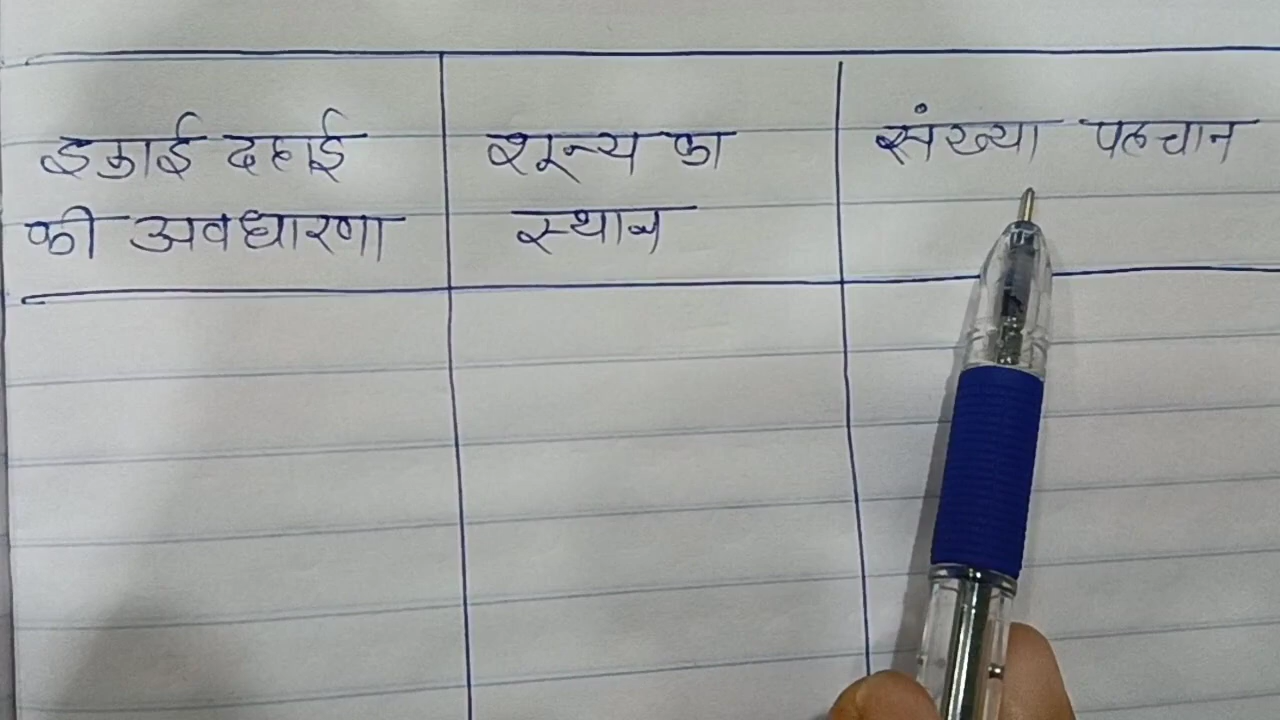 इकाई दहाई
की अवधारणा
शून्य का
स्थान
संख्या पहचान